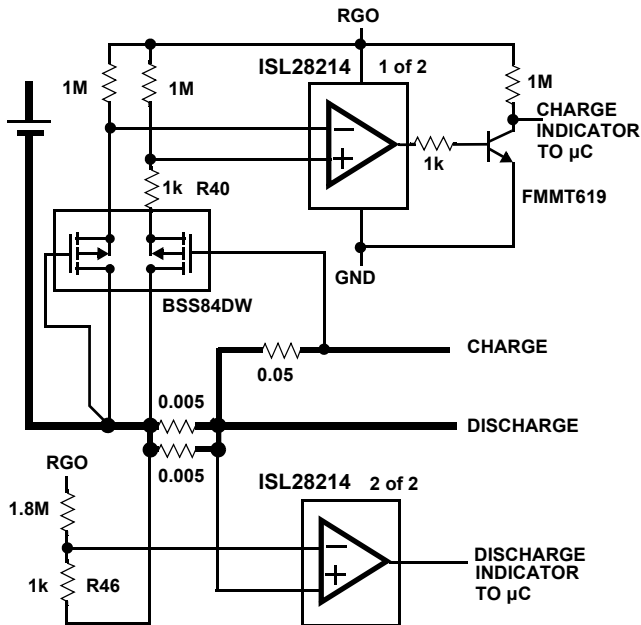 RGO
ISL28214 1 of 2
1M
1M
1M
CHARGE
INDICATOR
TO µC
1k
FMMT619
1k R40
GND
BSS84DW
CHARGE
0.05
0.005
DISCHARGE
0.005
RGO
ISL28214 2 of 2
1.8M
1k R46
DISCHARGE
INDICATOR
TO µC